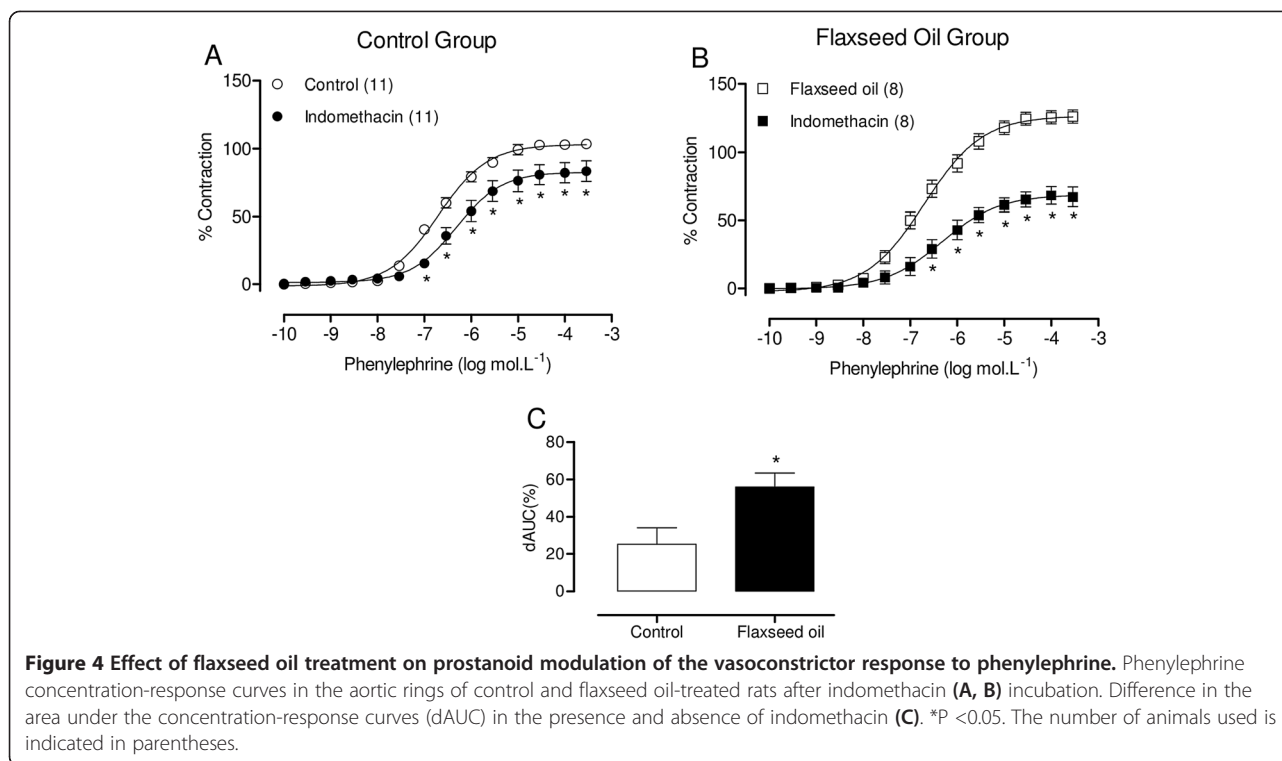 Control Group
A
Control (11)
Indomethacin (11)
150
100
50
0
% Contraction
* * * * * * * *
-10 -9 -8 -7 -6 -5 -4 -3
Phenylephrine (log mol.L-1)
Flaxseed Oil Group
B
Flaxseed oil (8)
Indomethacin (8)
150
100
50
0
% Contraction
* * * * * * *
-10 -9 -8 -7 -6 -5 -4 -3
Phenylephrine (log mol.L-1)
C
80
60
40
20
0
dAUC(%)
*
Control Flaxseed oil
Figure 4 Effect of flaxseed oil treatment on prostanoid modulation of the vasoconstrictor response to phenylephrine. Phenylephrine
concentration-response curves in the aortic rings of control and flaxseed oil-treated rats after indomethacin (A, B) incubation. Difference in the
area under the concentration-response curves (dAUC) in the presence and absence of indomethacin (C). *P <0.05. The number of animals used is
indicated in parentheses.